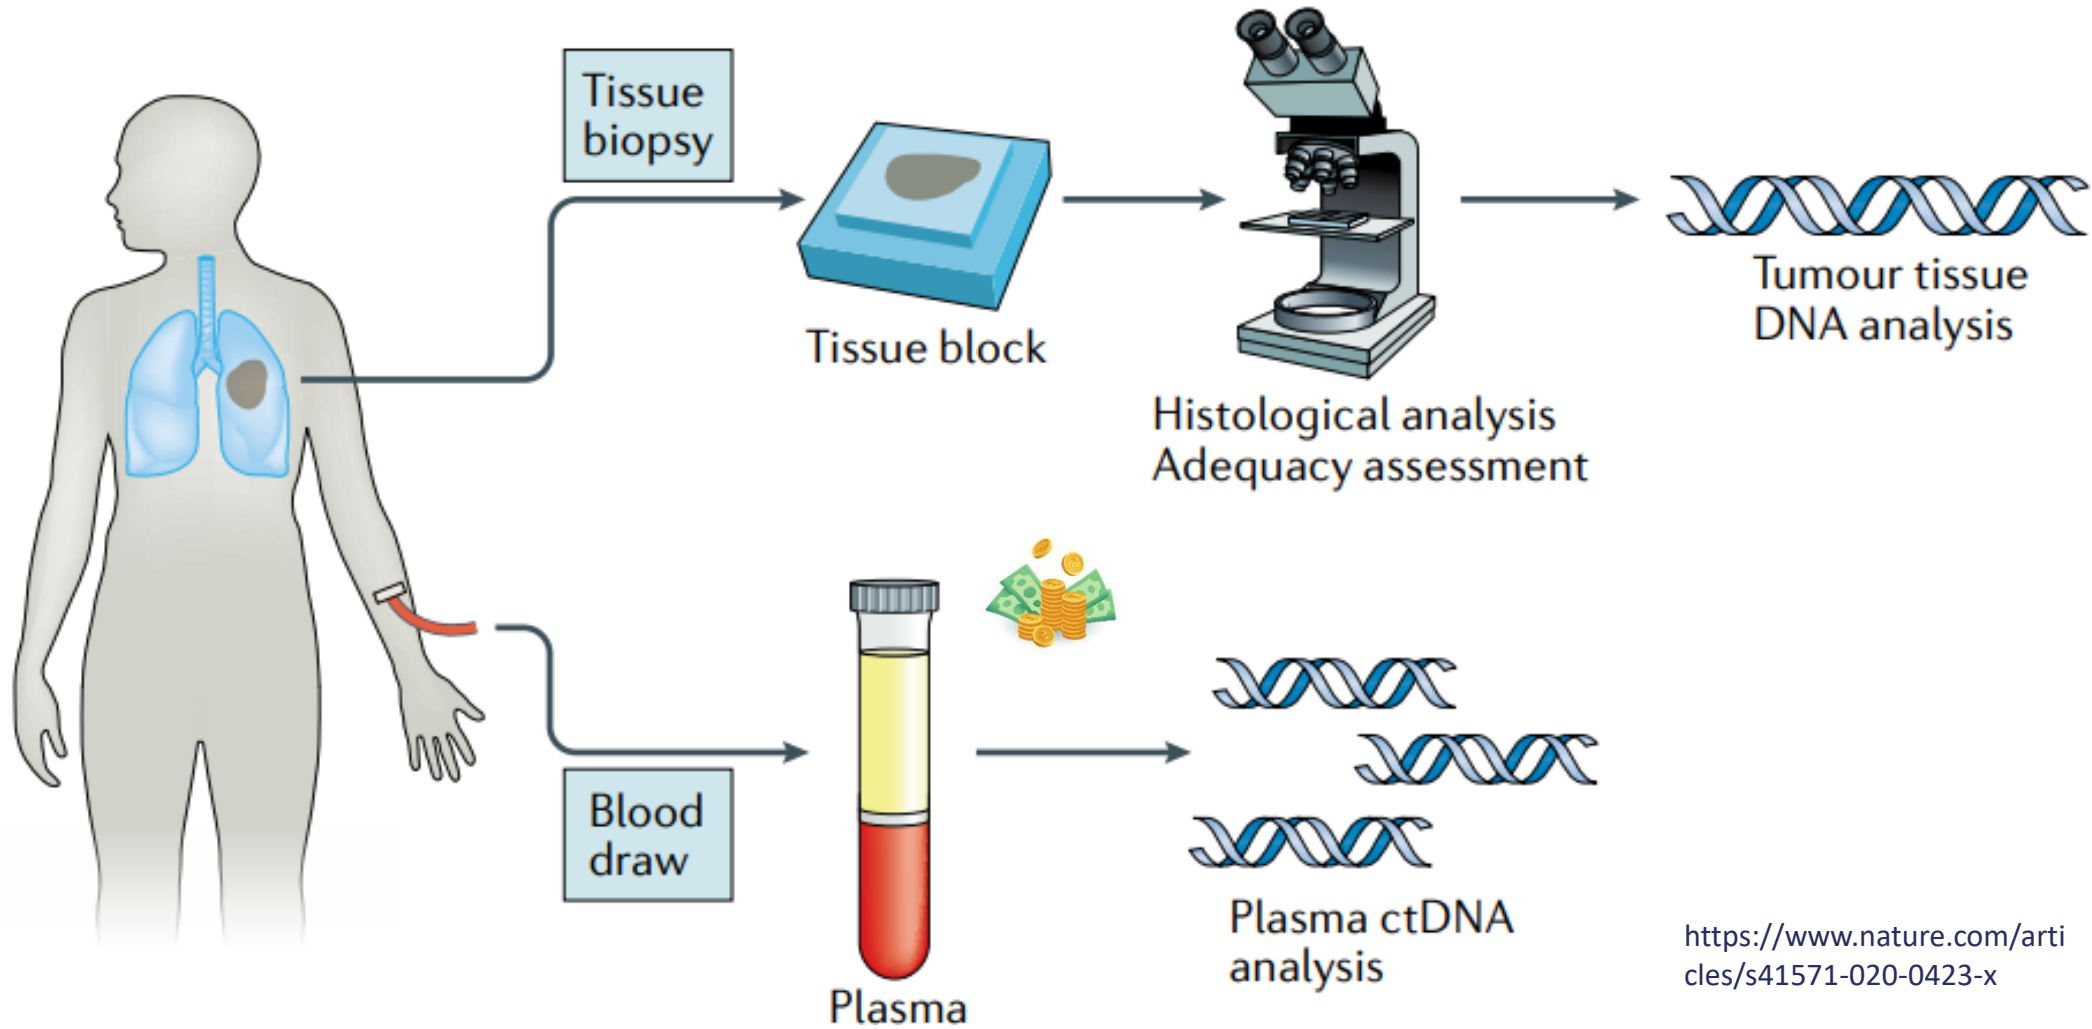 Tissue
biopsy
Tissue block
Histological analysis
Adequacy assessment
Tumour tissue
DNA analysis
Blood
draw
Plasma
Plasma ctDNA
analysis
https://www.nature.com/arti
cles/s41571-020-0423-x